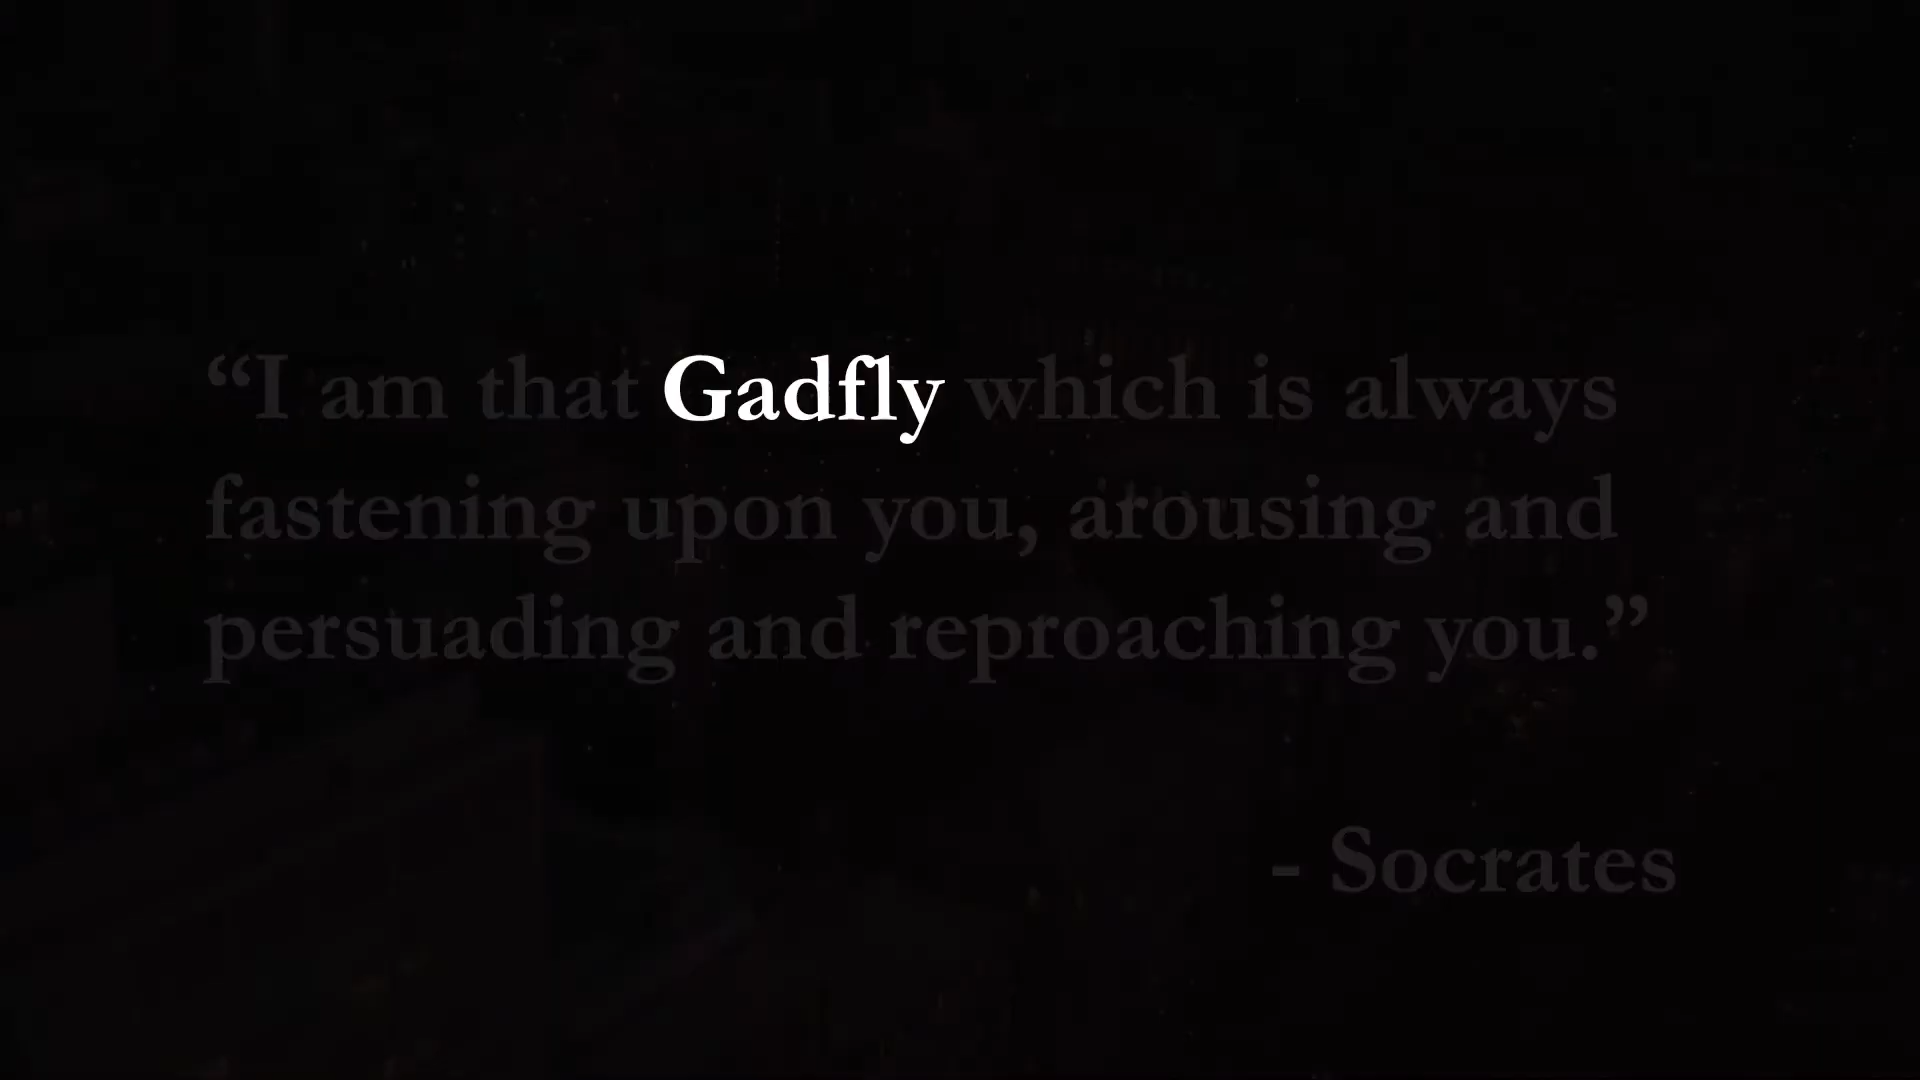 “I am that Gadfly which is always
fastening upon you, arousing and
persuading and reproaching you.”
- Socrates